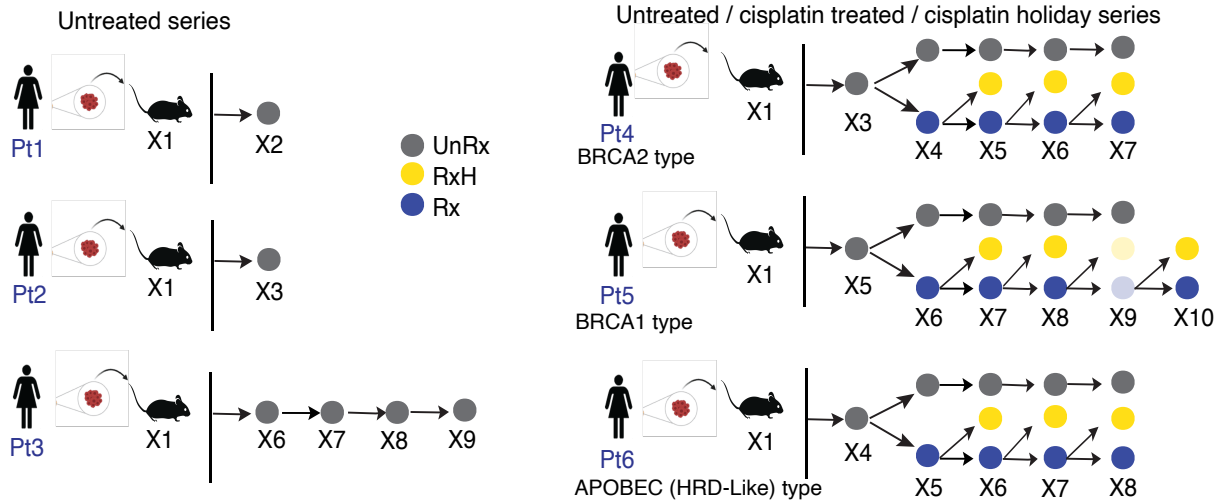 Untreated series
Pt1
X1
X2
Pt2
X1
X3
Pt3
X1
X6 X7 X8 X9
UnRx
RxH
Rx
Untreated / cisplatin treated / cisplatin holiday series
Pt4
BRCA2 type
X1
X3
X4 X5 X6 X7
Pt5
BRCA1 type
X1
X5
X6 X7 X8 X9 X10
Pt6
APOBEC (HRD-Like) type
X1
X4
X5 X6 X7 X8